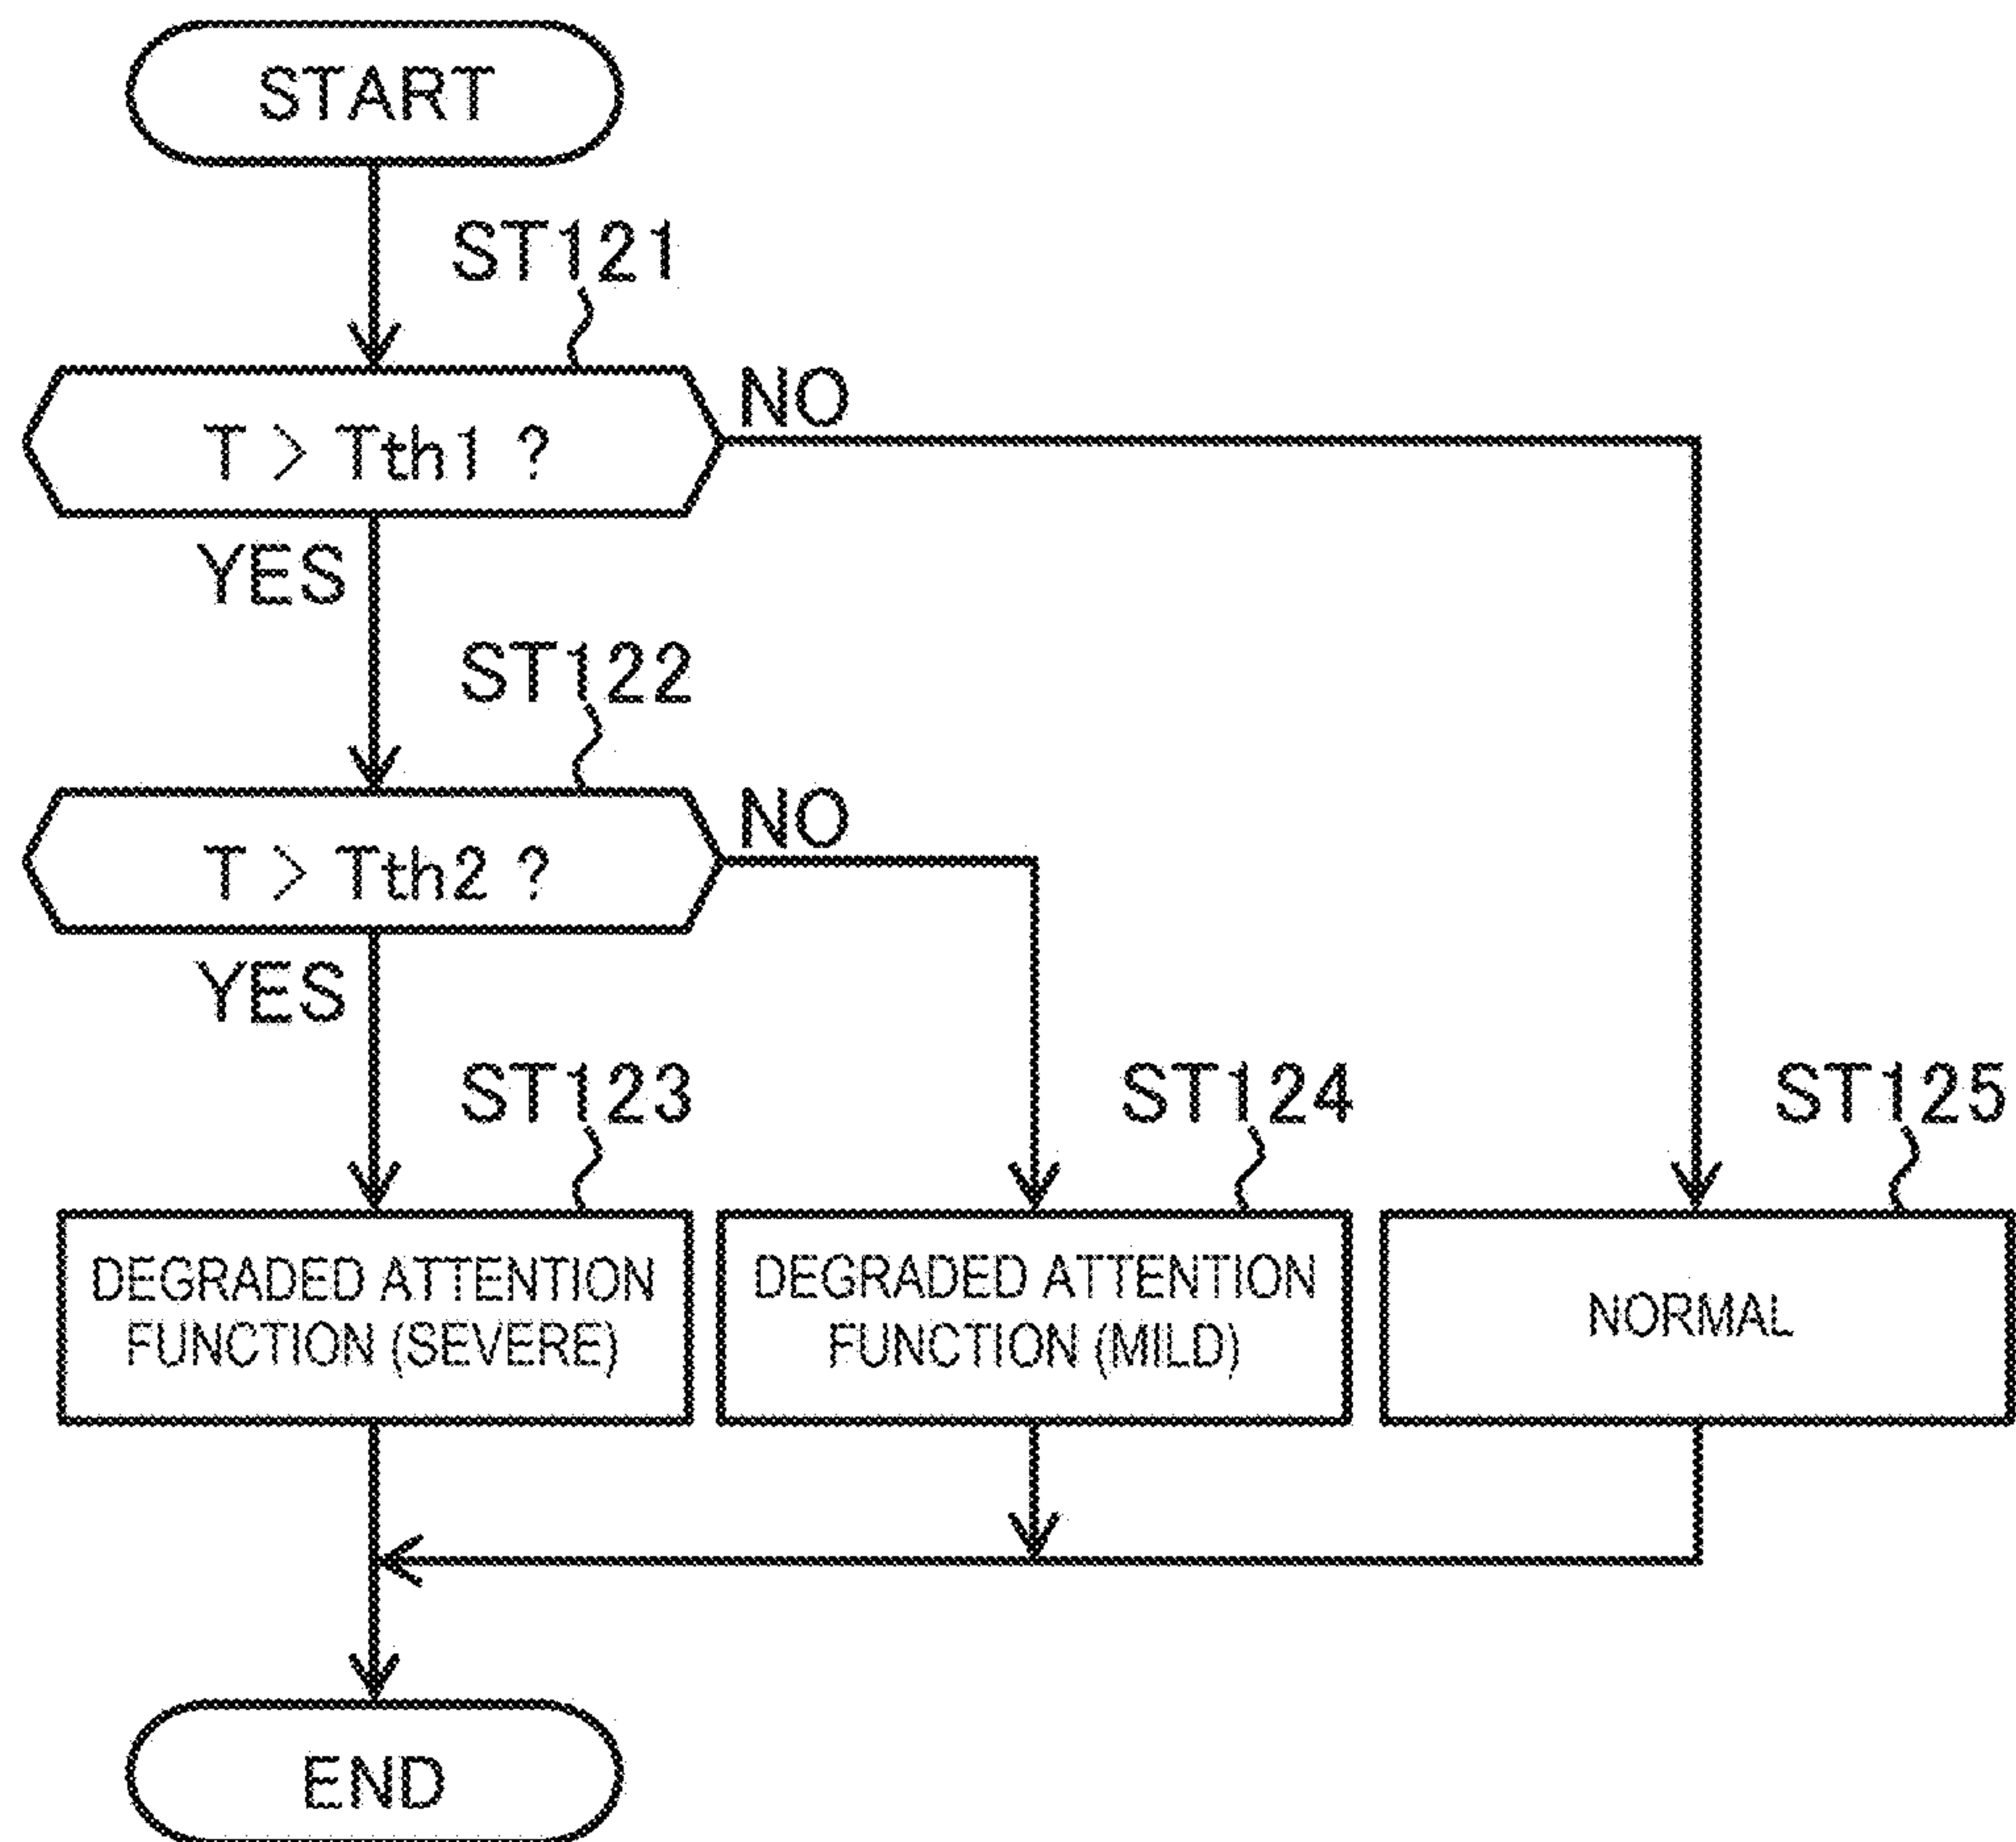 START
ST121
T > Tth1 ?
NO
YES
ST122
T > Tth2 ?
NO
YES
ST123
ST124
ST125
DEGRADED ATTENTION
FUNCTION (SEVERE)
DEGRADED ATTENTION
FUNCTION (MILD)
NORMAL
END